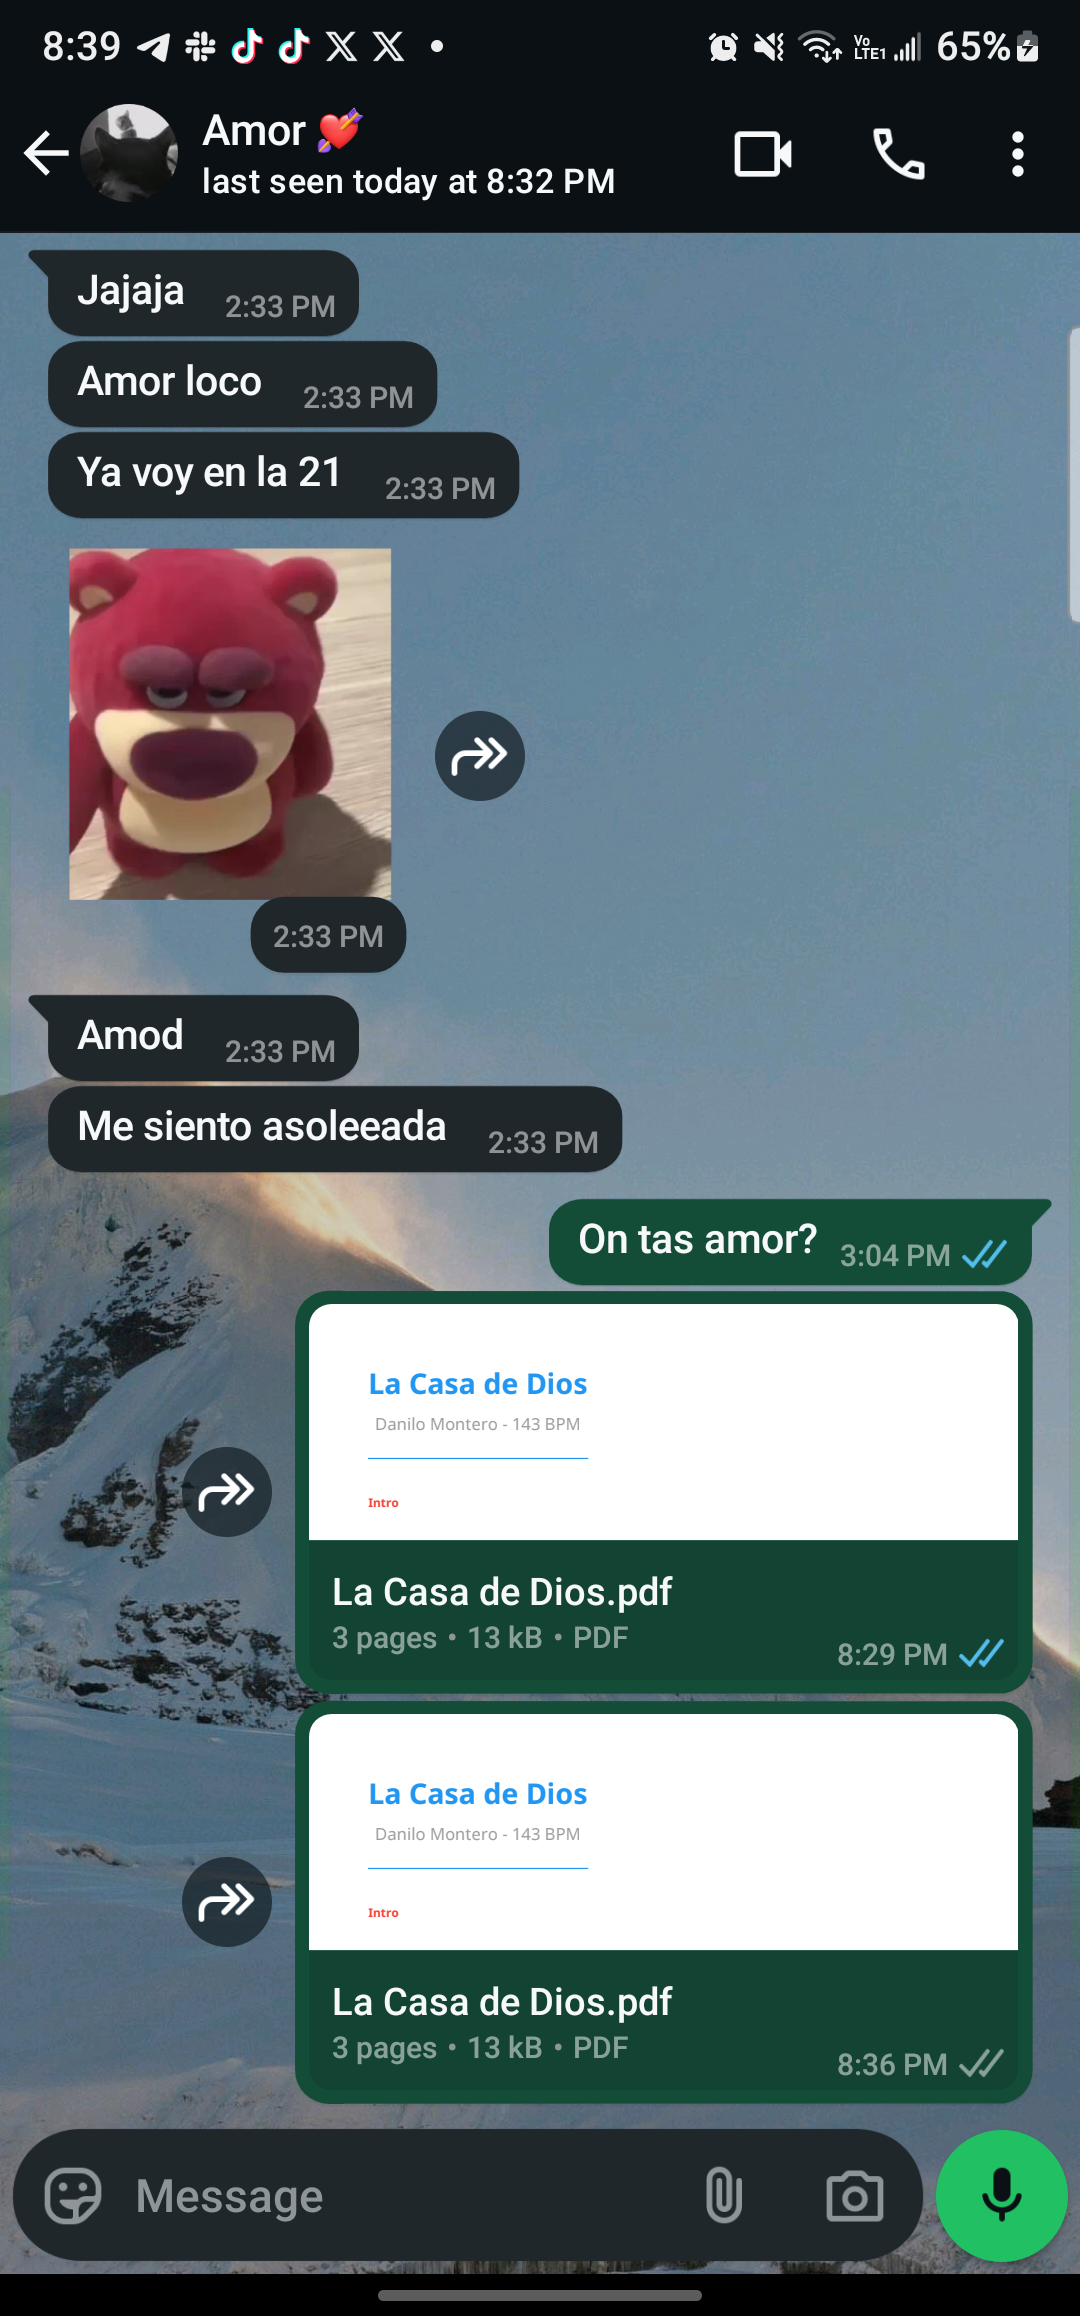 8:39
Vo
LTE1
65%
Amor
last seen today at 8:32 PM
Jajaja 2:33 PM
Amor loco 2:33 PM
Ya voy en la 21 2:33 PM
2:33 PM
Amod 2:33 PM
Me siento asoleeada 2:33 PM
On tas amor? 3:04 PM
La Casa de Dios
Danilo Montero - 143 BPM
Intro
La Casa de Dios.pdf
3 pages • 13 kB • PDF
8:29 PM
La Casa de Dios
Danilo Montero - 143 BPM
Intro
La Casa de Dios.pdf
3 pages • 13 kB • PDF
8:36 PM
Message